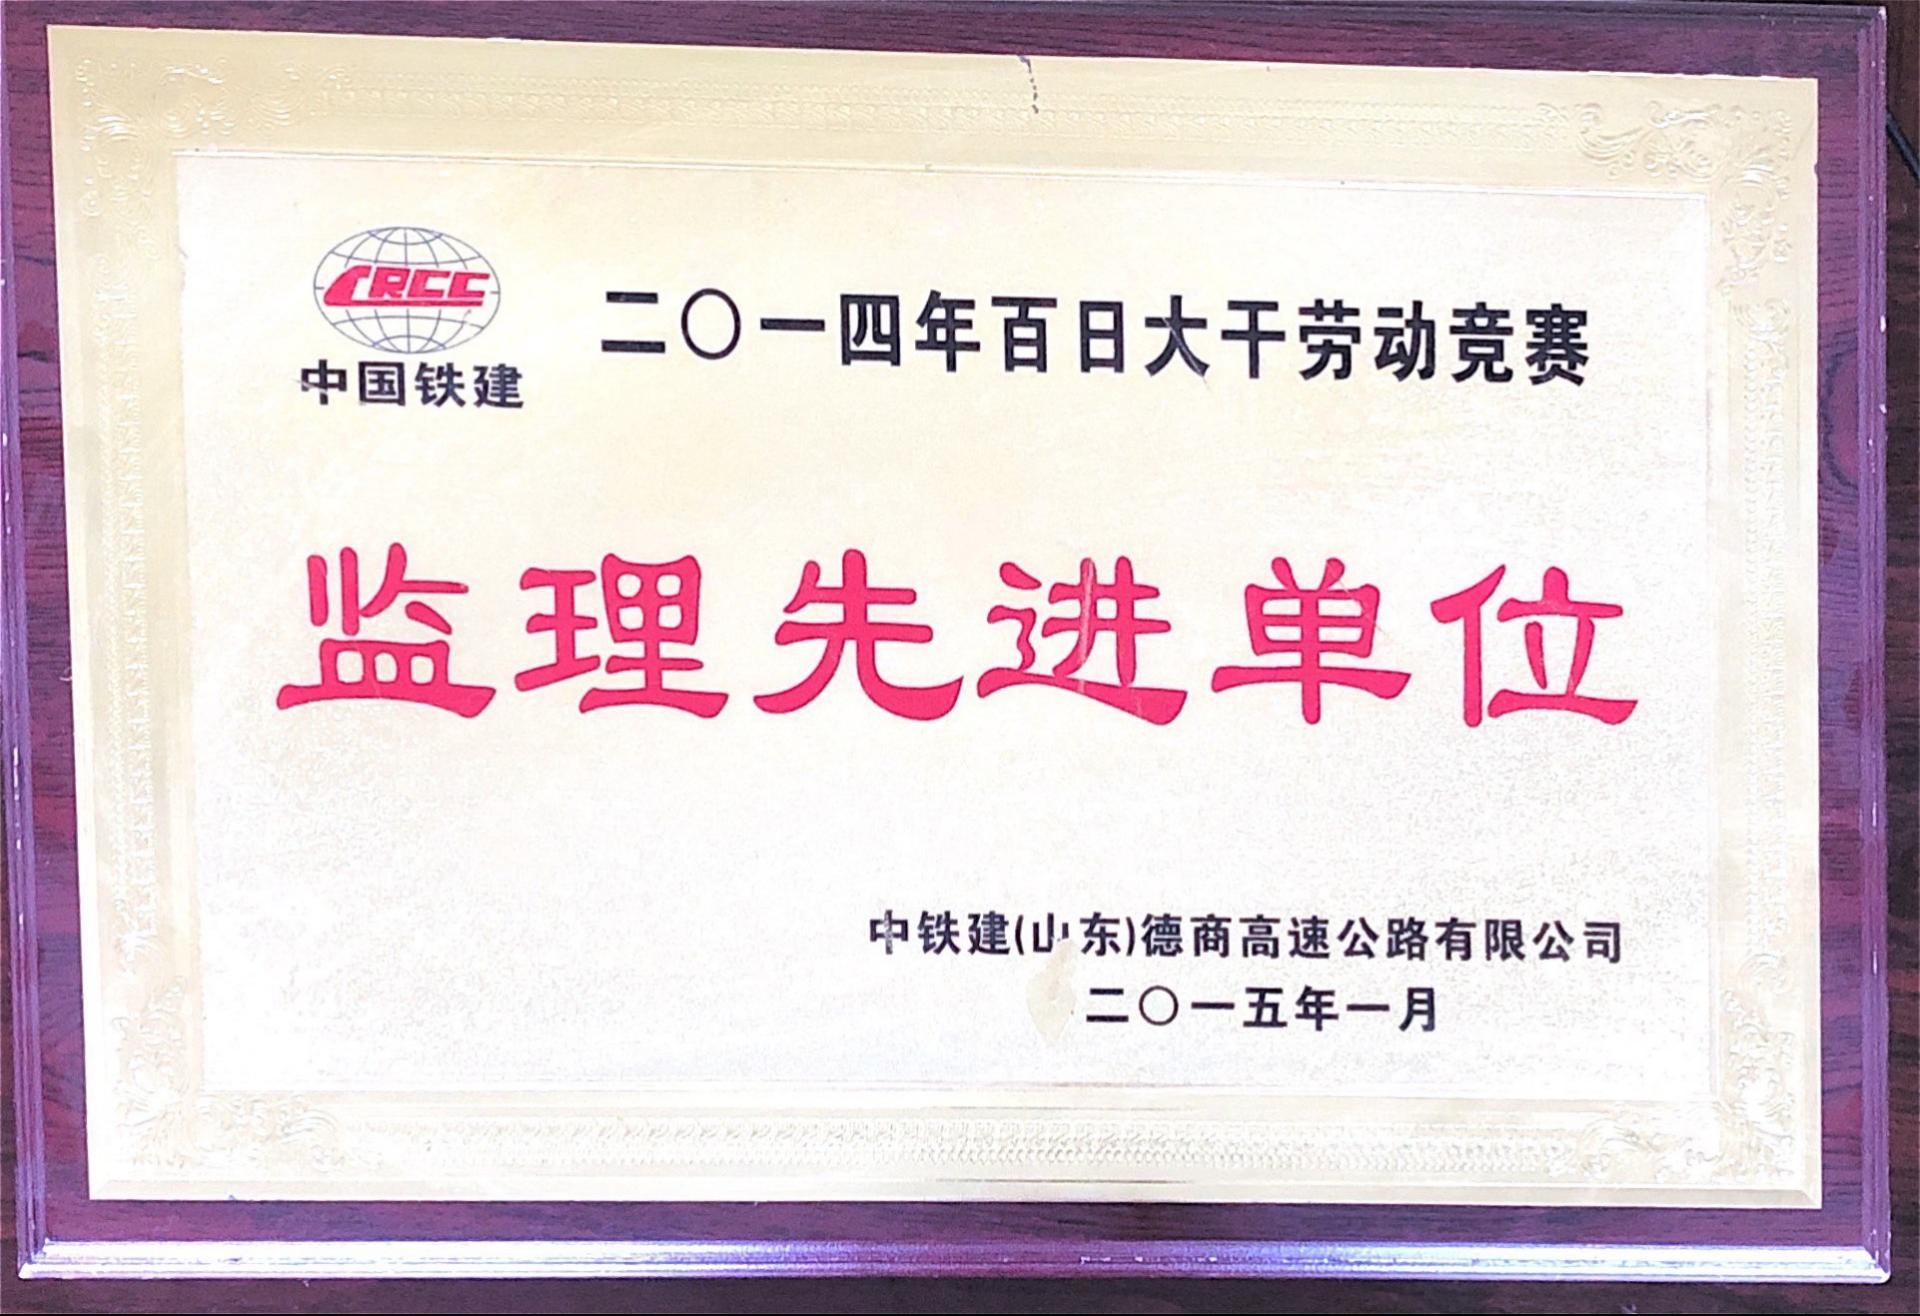 CRCC
中国铁建
二〇一四年百日大干劳动竞赛
监理先进单位
中铁建(山东)德商高速公路有限公司
二〇一五年一月